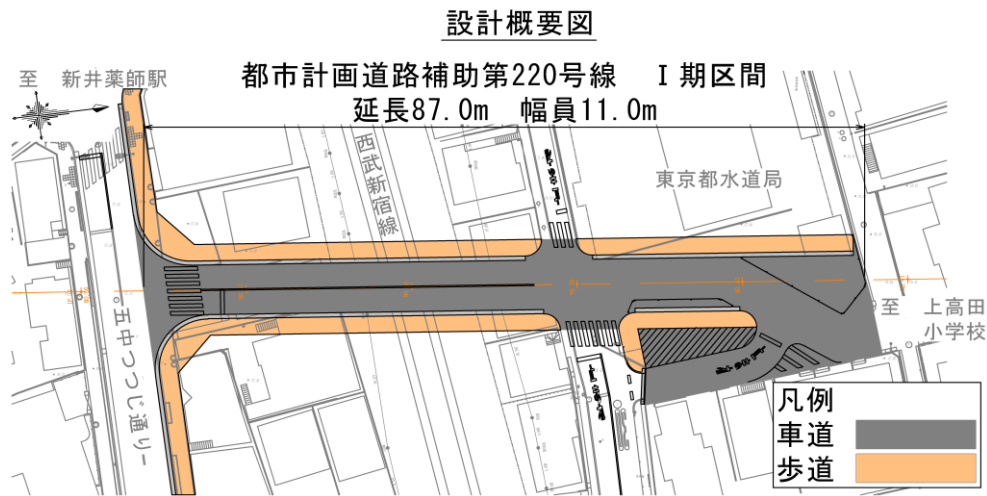 設計概要図
至 新井薬師駅
都市計画道路補助第220号線 Ⅰ期区間
延長87.0m 幅員11.0m
西武新宿線
東京都水道局
至 上高田
小学校
五中つつじ通り
凡例
車道
歩道